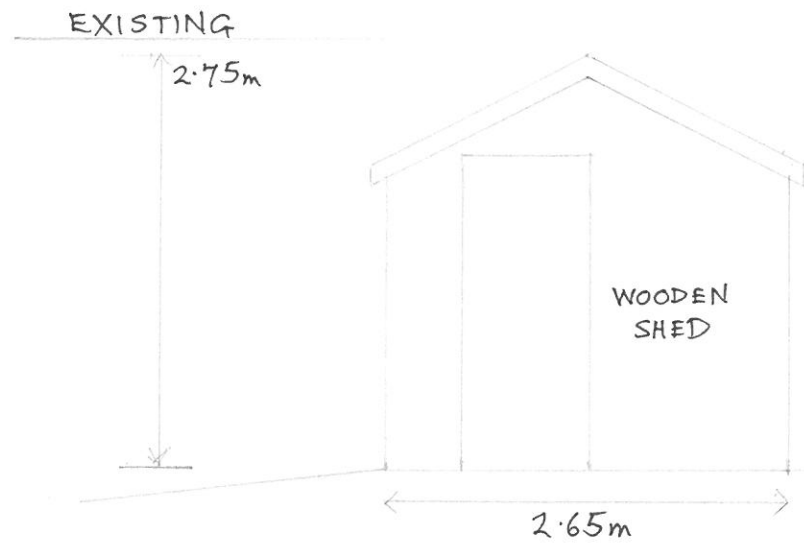 EXISTING
2.75m
WOODEN
SHED
2.65m